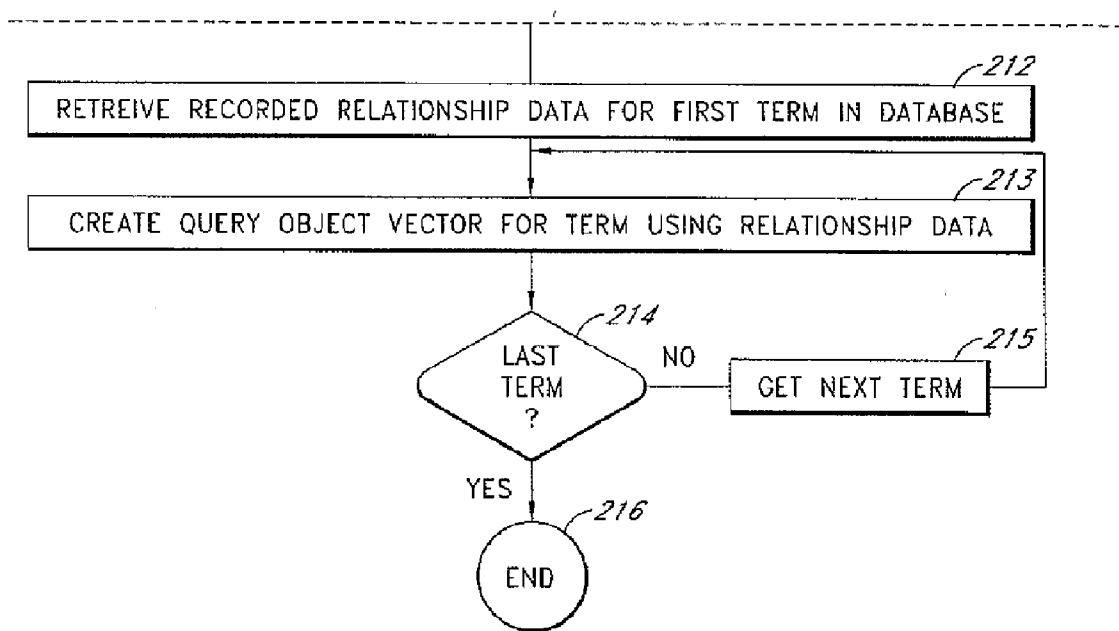 212
RETREIVE RECORDED RELATIONSHIP DATA FOR FIRST TERM IN DATABASE
213
CREATE QUERY OBJECT VECTOR FOR TERM USING RELATIONSHIP DATA
214
LAST
TERM
?
NO
215
GET NEXT TERM
YES
216
END